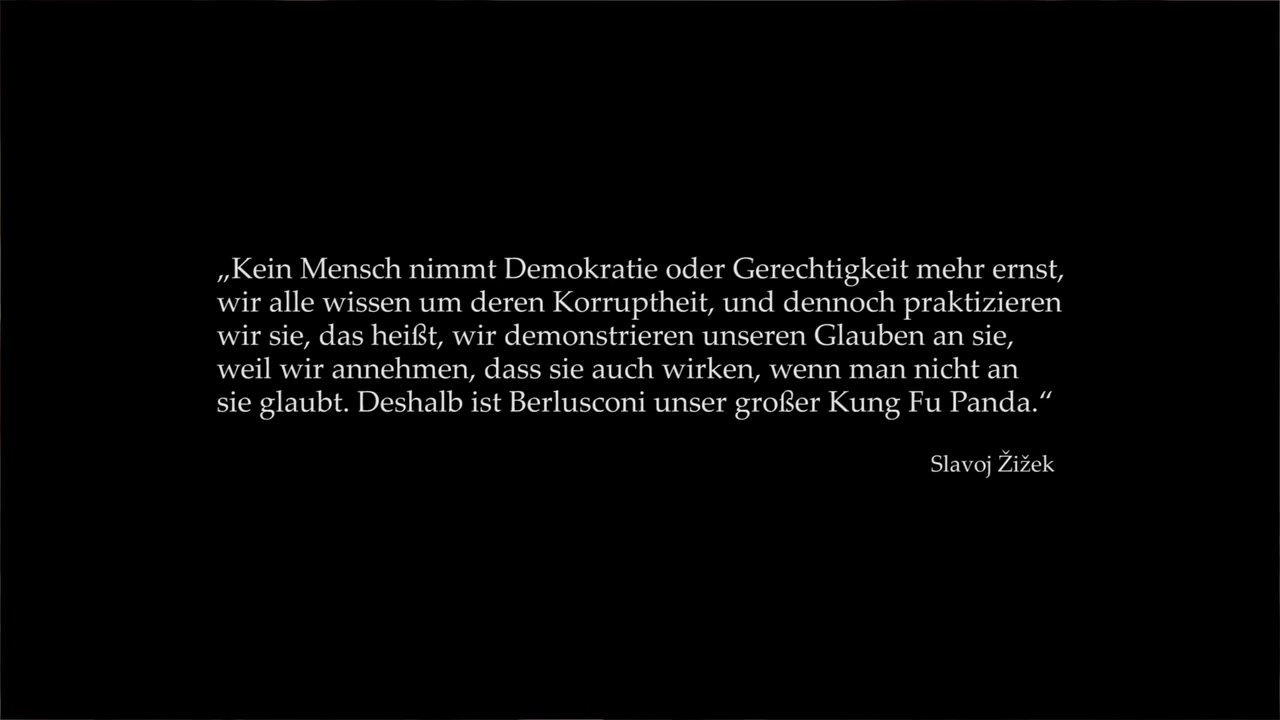 „Kein Mensch nimmt Demokratie oder Gerechtigkeit mehr ernst,
wir alle wissen um deren Korruptheit, und dennoch praktizieren
wir sie, das heißt, wir demonstrieren unseren Glauben an sie,
weil wir annehmen, dass sie auch wirken, wenn man nicht an
sie glaubt. Deshalb ist Berlusconi unser großer Kung Fu Panda.“
Slavoj Žižek